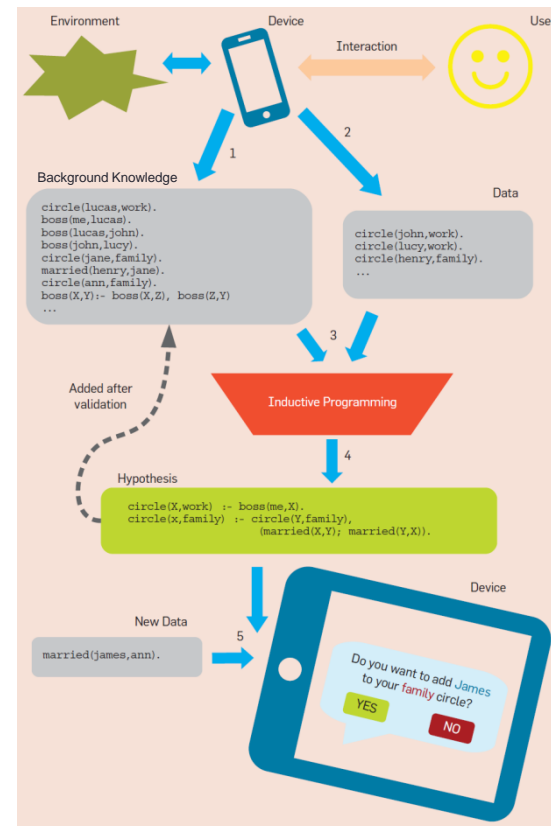 Environment
Device
Use
Interaction
1
2
Background Knowledge
circle(lucas,work).
boss(me,lucas).
boss(lucas,john).
boss(john,lucy).
circle(jane,family).
married(henry,jane).
circle(ann,family).
boss(X,Y):- boss(X,Z), boss(Z,Y)
...
Data
circle(john,work).
circle(lucy,work).
circle(henry,family).
...
3
Added after
validation
Inductive Programming
4
Hypothesis
circle(X,work) :- boss(me,X).
circle(x,family) :- circle(Y,family),
(married(X,Y); married(Y,X)).
New Data
5
married(james,ann).
Device
Do you want to add James
to your family circle?
YES
NO